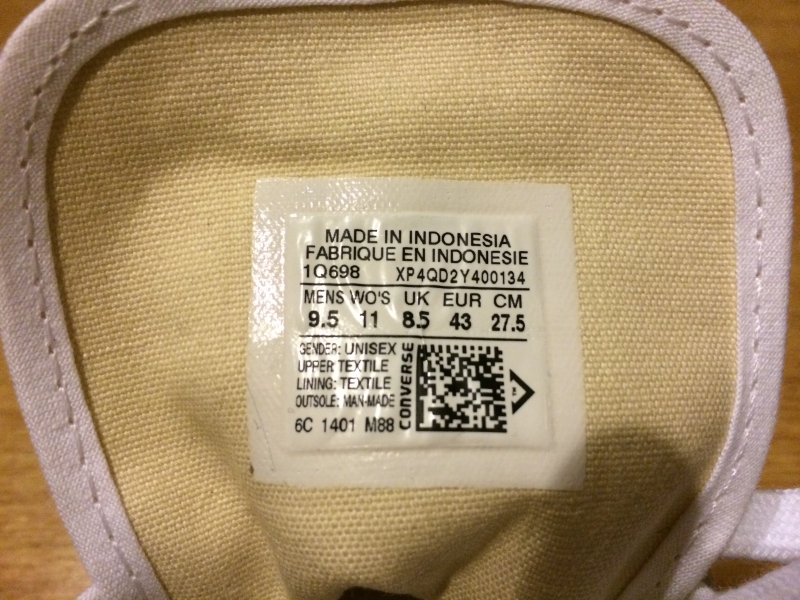 MADE IN INDONESIA
FABRIQUE EN INDONESIE
1Q698 XP4QD2Y400134
MENS WO'S UK EUR CM
9.5 11 8.5 43 27.5
GENDER: UNISEX
UPPER: TEXTILE
LINING: TEXTILE
OUTSOLE: MAN-MADE
6C 1401 M88
CONVERSE